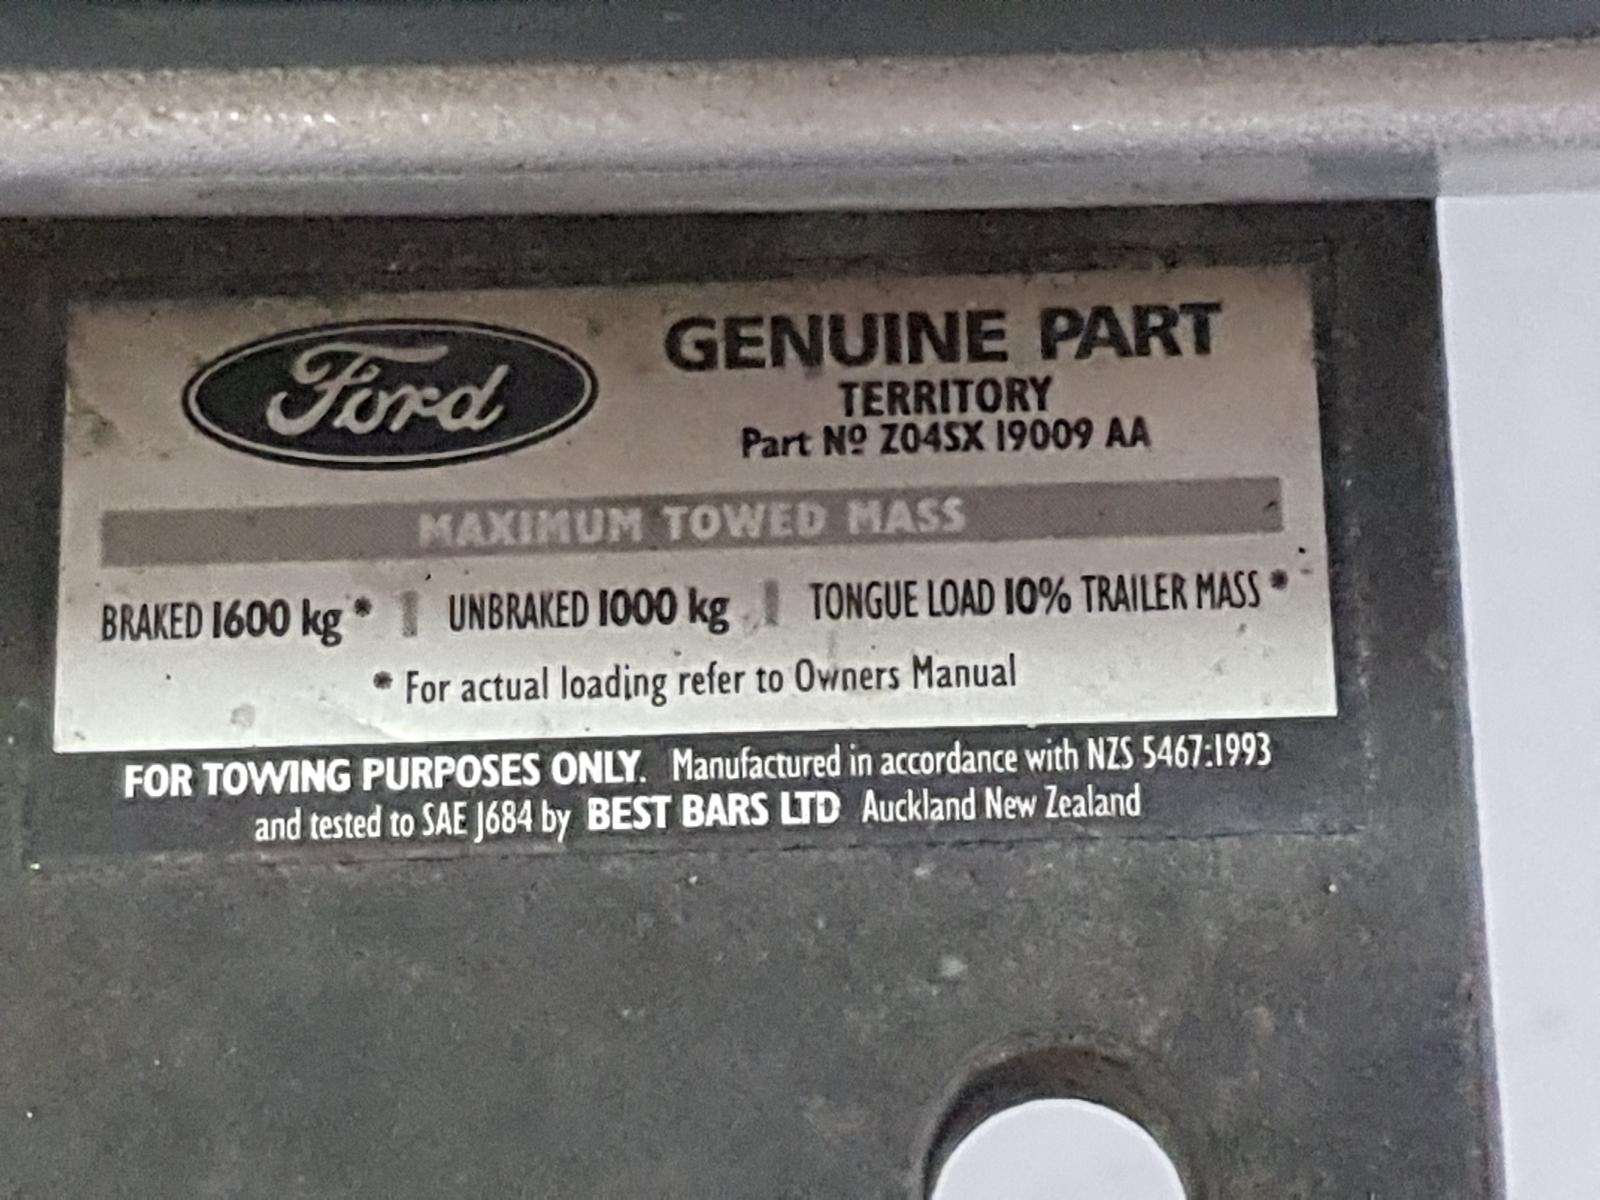 Ford
GENUINE PART
TERRITORY
Part Nº Z04SX 19009 AA
MAXIMUM TOWED MASS
BRAKED 1600 kg * | UNBRAKED 1000 kg | TONGUE LOAD 10% TRAILER MASS *
* For actual loading refer to Owners Manual
FOR TOWING PURPOSES ONLY. Manufactured in accordance with NZS 5467:1993
and tested to SAE J684 by BEST BARS LTD Auckland New Zealand